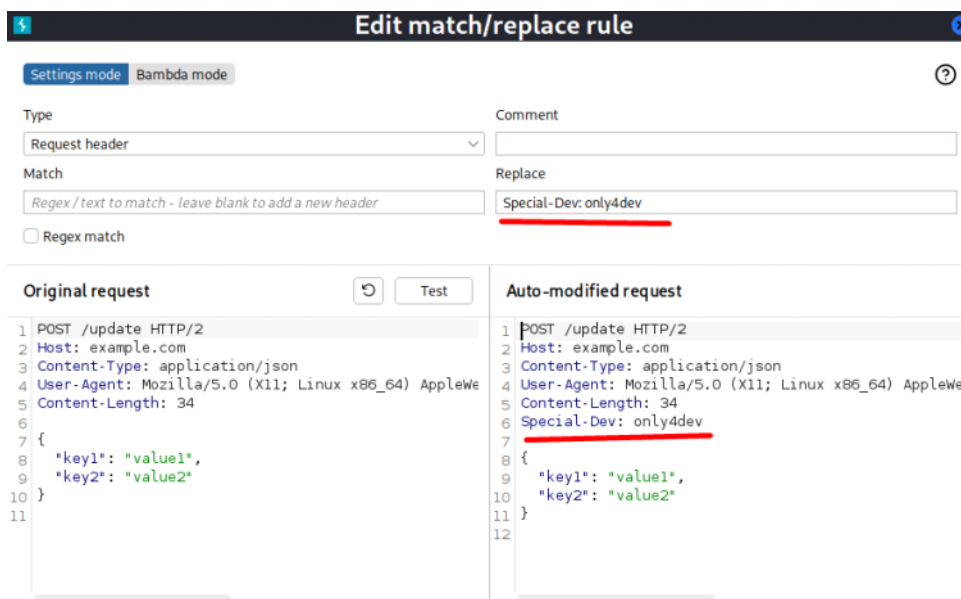 Edit match/replace rule
Settings mode Bambda mode
Type
Comment
Request header
Match
Replace
Regex / text to match - leave blank to add a new header
Special-Dev: only4dev
Regex match
Original request
Test
1 POST /update HTTP/2
2 Host: example.com
3 Content-Type: application/json
4 User-Agent: Mozilla/5.0 (X11; Linux x86_64) AppleWe
5 Content-Length: 34
6
7 {
8 "key1": "value1",
9 "key2": "value2"
10 }
11
Auto-modified request
1 POST /update HTTP/2
2 Host: example.com
3 Content-Type: application/json
4 User-Agent: Mozilla/5.0 (X11; Linux x86_64) AppleWe
5 Content-Length: 34
6 Special-Dev: only4dev
7
8 {
9 "key1": "value1",
10 "key2": "value2"
11 }
12